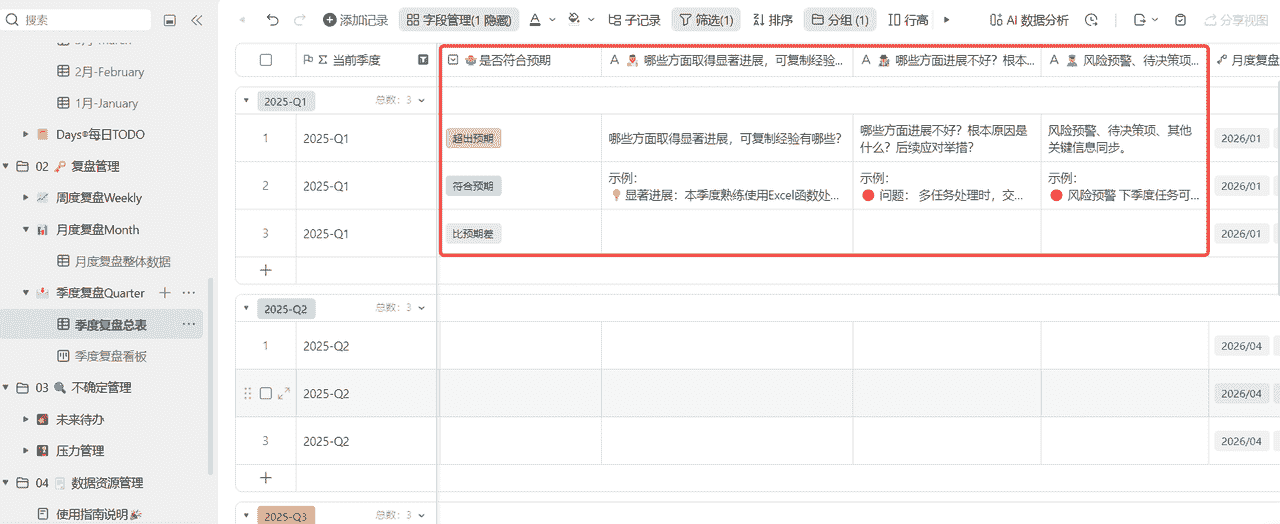 搜索
添加记录 字段管理(1 隐藏) A 子记录 筛选(1) 排序 分组 (1) 行高 AI 数据分析 分享视图
2月-February
1月-January
Days®每日TODO
02 复盘管理
周度复盘Weekly
月度复盘Month
月度复盘整体数据
季度复盘Quarter
季度复盘总表
季度复盘看板
03 不确定管理
未来待办
压力管理
04 数据资源管理
使用指南说明
Σ 当前季度 是否符合预期 A 哪些方面取得显著进展，可复制经验... A 哪些方面进展不好？根本... A 风险预警、待决策项... 月度复盘
2025-Q1 总数：3
1 2025-Q1 超出预期 哪些方面取得显著进展，可复制经验有哪些？ 哪些方面进展不好？根本原因是
什么？后续应对举措？ 风险预警、待决策项、其他
关键信息同步。 2026/01
2 2025-Q1 符合预期 示例：
显著进展：本季度熟练使用Excel函数处... 示例：
问题： 多任务处理时，交... 示例：
风险预警 下季度任务可... 2026/01
3 2025-Q1 比预期差 2026/01
2025-Q2 总数：3
1 2025-Q2 2026/04
2025-Q2 2026/04
3 2025-Q2 2026/04
2025-Q3 总数：3